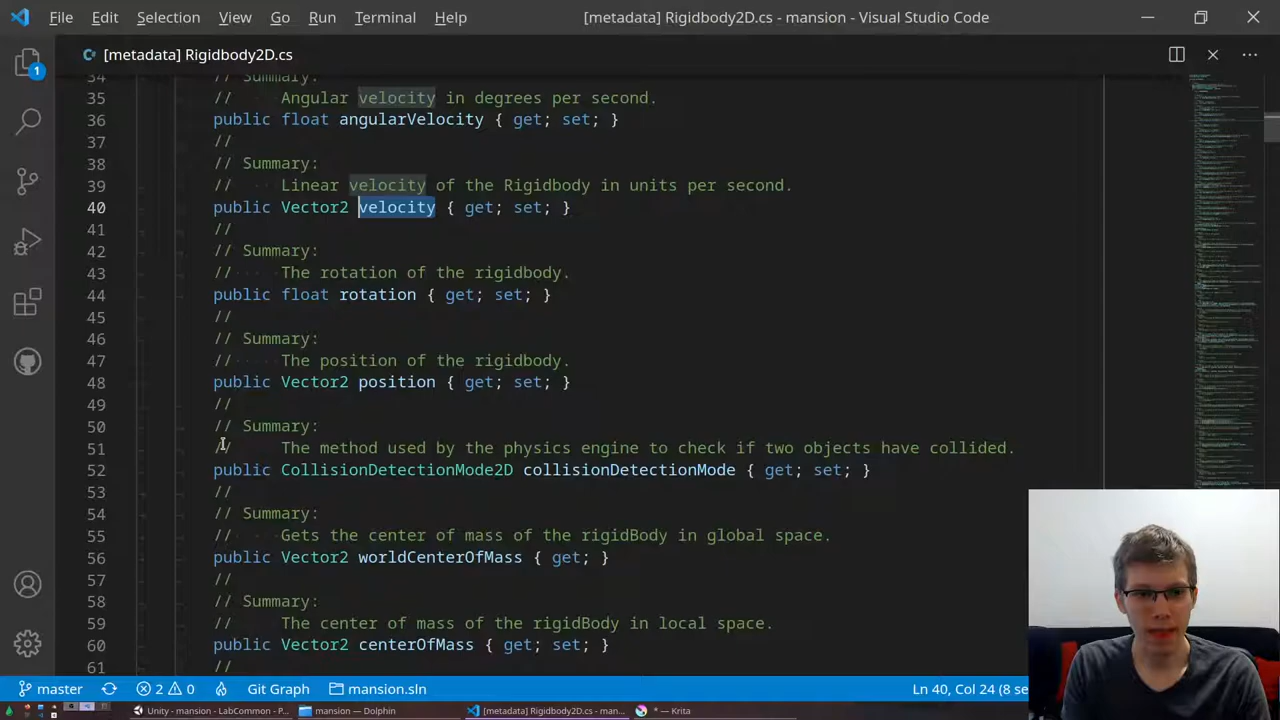 File Edit Selection View Go Run Terminal Help [metadata] Rigidbody2D.cs - mansion - Visual Studio Code
[metadata] Rigidbody2D.cs
34 // Summary:
35 // Angular velocity in degrees per second.
36 public float angularVelocity { get; set; }
37 //
38 // Summary:
39 // Linear velocity of the Rigidbody in units per second.
40 public Vector2 velocity { get; set; }
41 //
42 // Summary:
43 // The rotation of the rigidbody.
44 public float rotation { get; set; }
45 //
46 // Summary:
47 // The position of the rigidbody.
48 public Vector2 position { get; set; }
49 //
50 // Summary:
51 // The method used by the physics engine to check if two objects have collided.
52 public CollisionDetectionMode2D collisionDetectionMode { get; set; }
53 //
54 // Summary:
55 // Gets the center of mass of the rigidBody in global space.
56 public Vector2 worldCenterOfMass { get; }
57 //
58 // Summary:
59 // The center of mass of the rigidBody in local space.
60 public Vector2 centerOfMass { get; set; }
61 //
1
master 2 0 Git Graph mansion.sln Ln 40, Col 24 (8 se
Unity - mansion - LabCommon - P... mansion — Dolphin [metadata] Rigidbody2D.cs - man... * — Krita